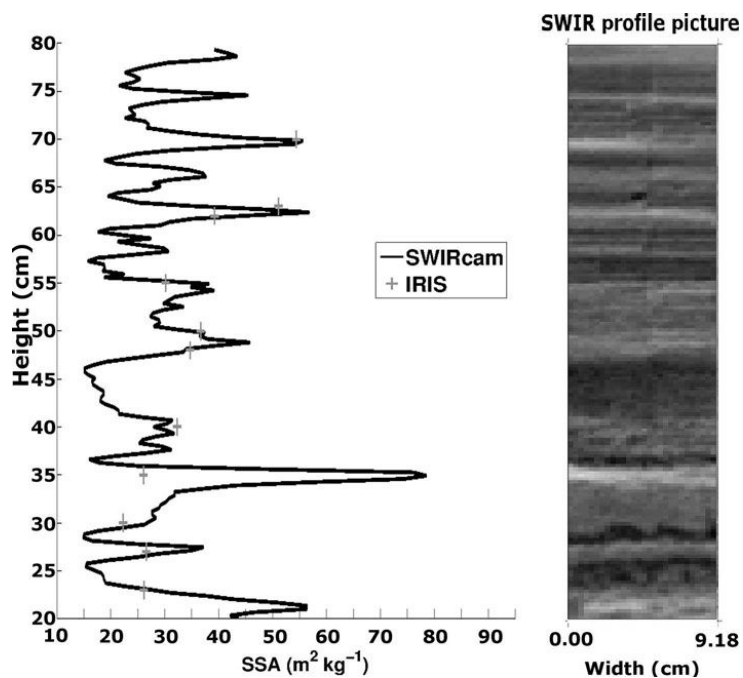 SWIR profile picture
80
75
70
65
60
55
50
45
40
35
30
25
20
Height (cm)
SWIRcam
IRIS
10 20 30 40 50 60 70 80 90
SSA (m² kg⁻¹)
0.00 9.18
Width (cm)